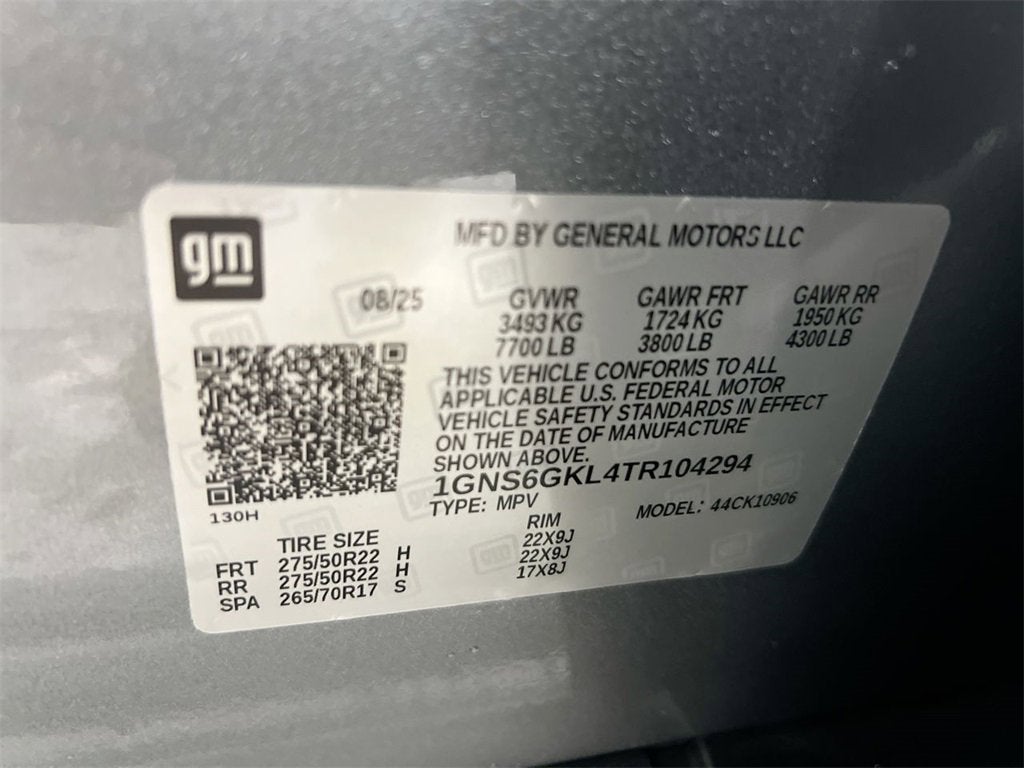 gm
MFD BY GENERAL MOTORS LLC
08/25 GVWR GAWR FRT GAWR RR
3493 KG 1724 KG 1950 KG
7700 LB 3800 LB 4300 LB
THIS VEHICLE CONFORMS TO ALL
APPLICABLE U.S. FEDERAL MOTOR
VEHICLE SAFETY STANDARDS IN EFFECT
ON THE DATE OF MANUFACTURE
SHOWN ABOVE.
1GNS6GKL4TR104294
TYPE: MPV MODEL: 44CK10906
130H
TIRE SIZE RIM
FRT 275/50R22 H 22X9J
RR 275/50R22 H 22X9J
SPA 265/70R17 S 17X8J